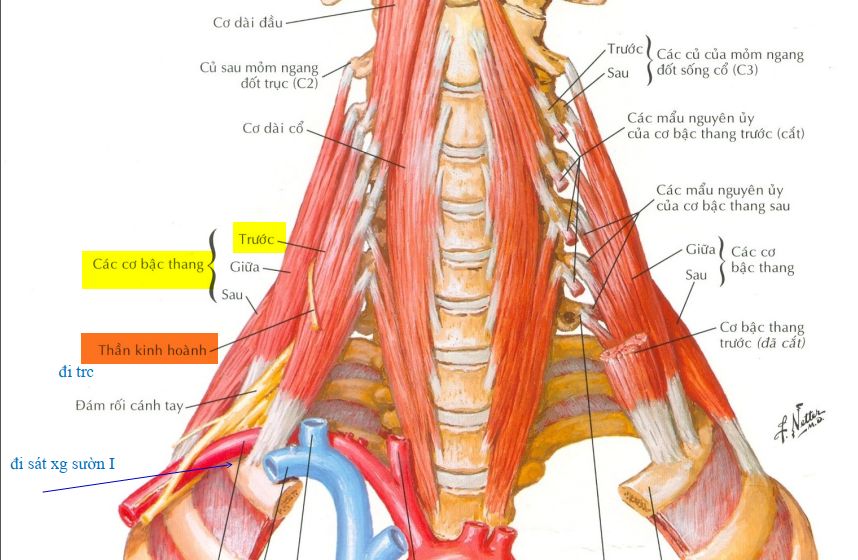 Cơ dài đầu
Củ sau mỏm ngang
đốt trục (C2)
Cơ dài cổ
Các cơ bậc thang
Trước
Giữa
Sau
Thần kinh hoành
đi trc
Đám rối cánh tay
đi sát xg sườn I
Trước
Sau
Các củ của mỏm ngang
đốt sống cổ (C3)
Các mẩu nguyên ủy
của cơ bậc thang trước (cắt)
Các mẩu nguyên ủy
của cơ bậc thang sau
Giữa
Sau
Các cơ
bậc thang
Cơ bậc thang
trước (đã cắt)
F. Netter
M.D.